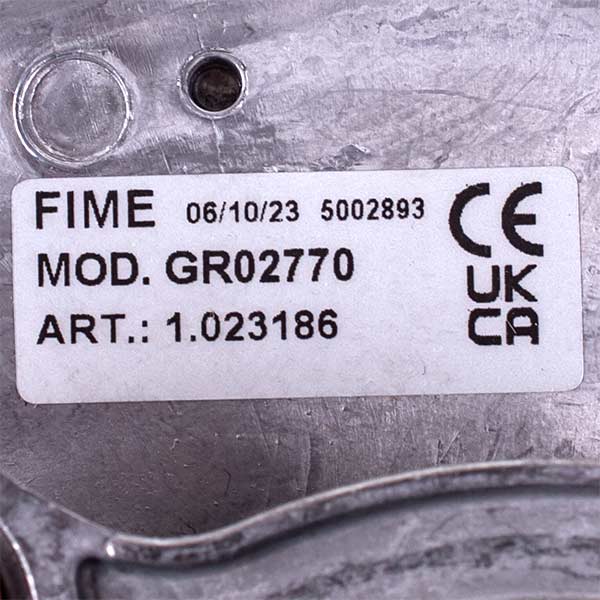 FIME 06/10/23 5002893
MOD. GR02770
ART.: 1.023186
CE
UK
CA